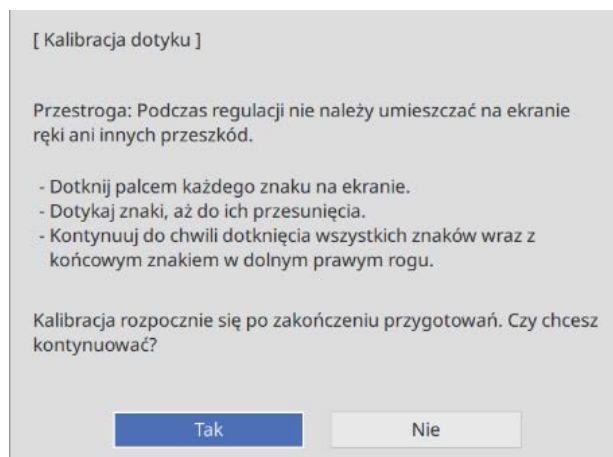 [ Kalibracja dotyku ]
Przestroga: Podczas regulacji nie należy umieszczać na ekranie
ręki ani innych przeszkód.
- Dotknij palcem każdego znaku na ekranie.
- Dotykaj znaki, aż do ich przesunięcia.
- Kontynuuj do chwili dotknięcia wszystkich znaków wraz z
końcowym znakiem w dolnym prawym rogu.
Kalibracja rozpocznie się po zakończeniu przygotowań. Czy chcesz
kontynuować?
Tak Nie